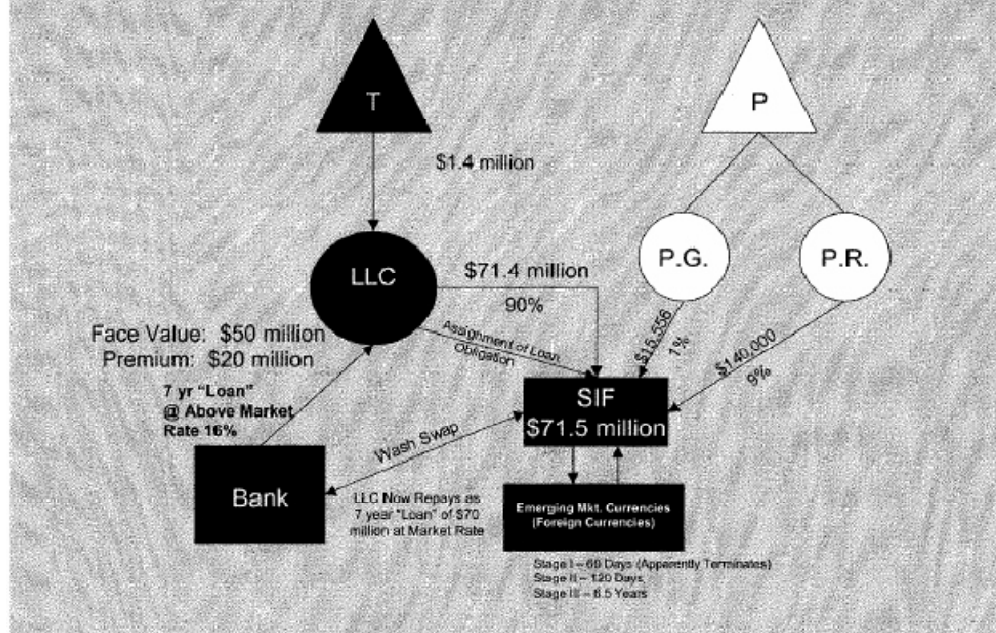 T
P
$1.4 million
LLC
P.G.
P.R.
$71.4 million
90%
Face Value: $50 million
Premium: $20 million
Assignment of Loan
Obligation
$15,556
1%
$140,000
9%
7 yr “Loan”
@ Above Market
Rate 16%
SIF
$71.5 million
Wash Swap
Bank
LLC Now Repays as
7 year “Loan” of $70
million at Market Rate
Emerging Mkt. Currencies
(Foreign Currencies)
Stage I – 60 Days (Apparently Terminates)
Stage II – 120 Days
Stage III – 6.5 Years